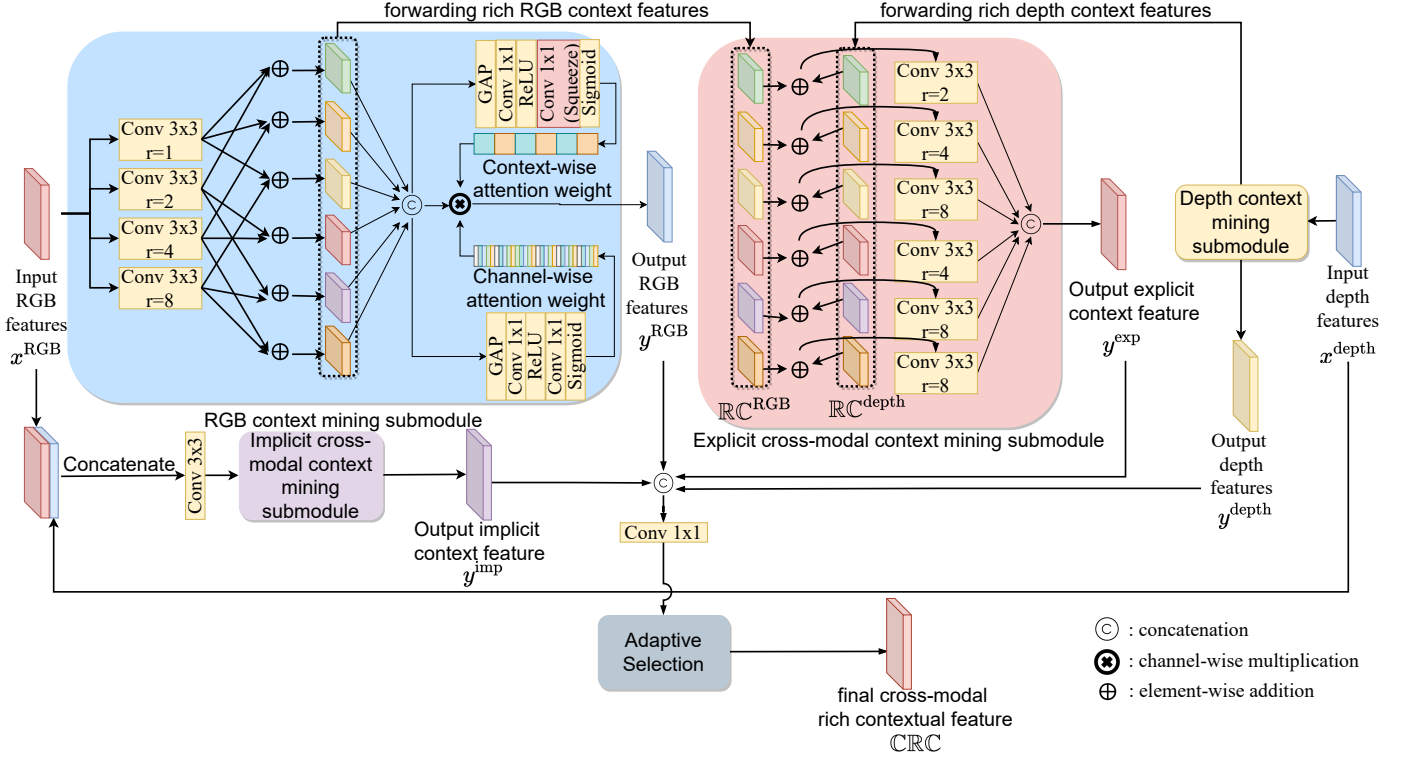 forwarding rich RGB context features
forwarding rich depth context features
Conv 3x3
r=1
Conv 3x3
r=2
Conv 3x3
r=4
Conv 3x3
r=8
GAP
Conv 1x1
ReLU
Conv 1x1
(Squeeze)
Sigmoid
Context-wise
attention weight
C
Channel-wise
attention weight
GAP
Conv 1x1
ReLU
Conv 1x1
Sigmoid
Input
RGB
features
x^RGB
RGB context mining submodule
Output
RGB
features
y^RGB
Conv 3x3
r=2
Conv 3x3
r=4
Conv 3x3
r=8
Conv 3x3
r=4
Conv 3x3
r=8
Conv 3x3
r=8
C
ℝℂ^RGB
ℝℂ^depth
Explicit cross-modal context mining submodule
Output explicit
context feature
y^exp
Depth context
mining
submodule
Input
depth
features
x^depth
Output
depth
features
y^depth
Concatenate
Conv 3x3
Implicit cross-
modal context
mining
submodule
Output implicit
context feature
y^imp
C
Conv 1x1
Adaptive
Selection
final cross-modal
rich contextual feature
ℂℝℂ
C : concatenation
: channel-wise multiplication
: element-wise addition